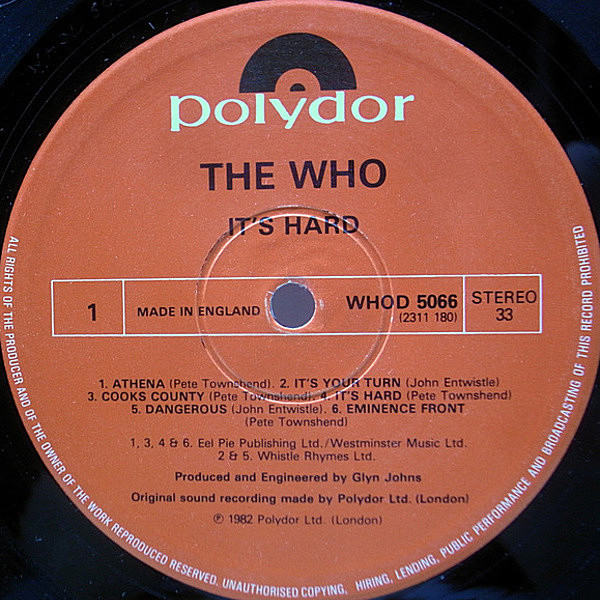 polydor
THE WHO
IT'S HARD
1
MADE IN ENGLAND
WHOD 5066
(2311 180)
STEREO
33
1. ATHENA (Pete Townshend). 2. IT'S YOUR TURN (John Entwistle)
3. COOKS COUNTY (Pete Townshend). 4. IT'S HARD (Pete Townshend)
5. DANGEROUS (John Entwistle). 6. EMINENCE FRONT
(Pete Townshend)
1, 3, 4 & 6. Eel Pie Publishing Ltd./Westminster Music Ltd.
2 & 5. Whistle Rhymes Ltd.
Produced and Engineered by Glyn Johns
Original sound recording made by Polydor Ltd. (London)
℗ 1982 Polydor Ltd. (London)
ALL RIGHTS OF THE PRODUCER AND OF THE OWNER OF THE WORK REPRODUCED RESERVED. UNAUTHORISED COPYING, HIRING, LENDING, PUBLIC PERFORMANCE AND BROADCASTING OF THIS RECORD PROHIBITED